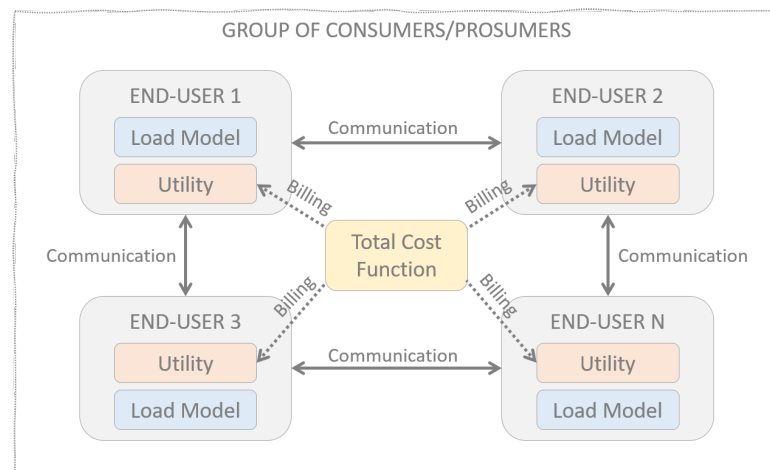 GROUP OF CONSUMERS/PROSUMERS
END-USER 1
Load Model
Utility
Communication
END-USER 2
Load Model
Utility
Billing
Billing
Total Cost
Function
Communication
Communication
Billing
Billing
END-USER 3
Utility
Load Model
Communication
END-USER N
Utility
Load Model